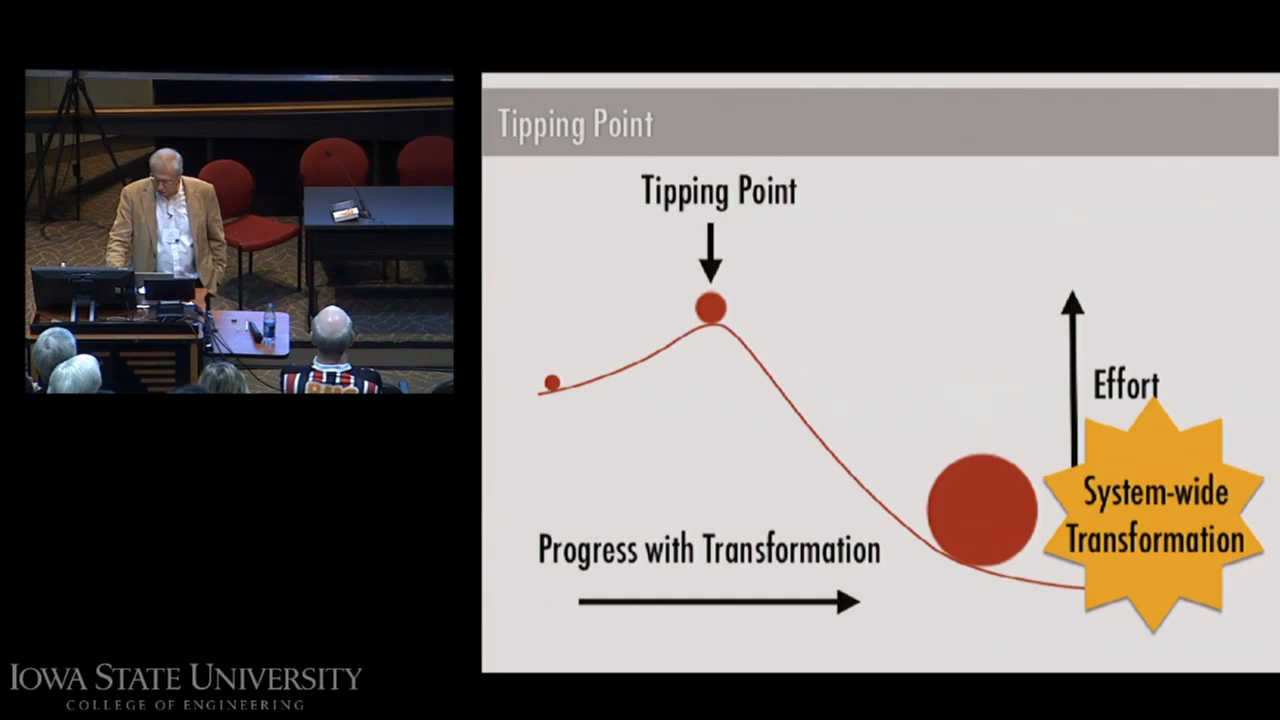 Tipping Point
Tipping Point
Effort
System-wide
Transformation
Progress with Transformation
IOWA STATE UNIVERSITY
COLLEGE OF ENGINEERING